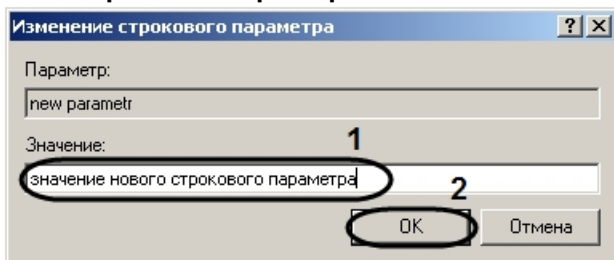 Изменение строкового параметра
Параметр:
new parametr
Значение:
1
значение нового строкового параметра
2
OK Отмена